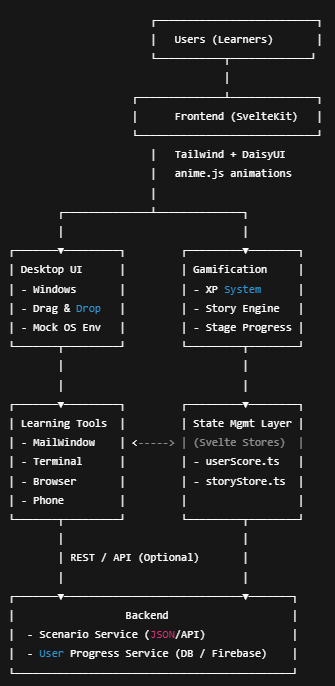 Users (Learners)
Frontend (SvelteKit)
Tailwind + DaisyUI
anime.js animations
Desktop UI
- Windows
- Drag & Drop
- Mock OS Env
Gamification
- XP System
- Story Engine
- Stage Progress
Learning Tools
- MailWindow
- Terminal
- Browser
- Phone
<----->
State Mgmt Layer
(Svelte Stores)
- userScore.ts
- storyStore.ts
REST / API (Optional)
Backend
- Scenario Service (JSON/API)
- User Progress Service (DB / Firebase)